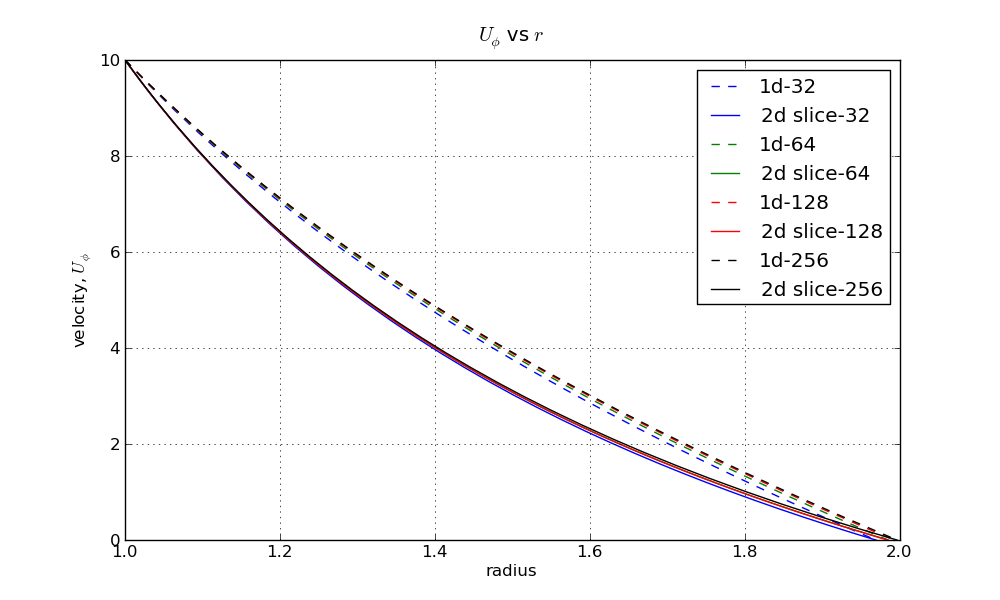 U_ϕ vs r
10
8
6
4
2
0
1.0
1.2
1.4
1.6
1.8
2.0
velocity, U_ϕ
radius
1d-32
2d slice-32
1d-64
2d slice-64
1d-128
2d slice-128
1d-256
2d slice-256